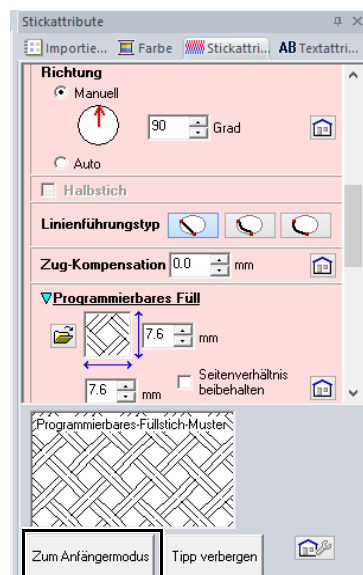 Stickattribute
Importie... Farbe Stickattri... AB Textattri...
Richtung
Manuell
90 Grad
Auto
Halbstich
Linienführungstyp
Zug-Kompensation 0.0 mm
Programmierbares Füll
7.6 mm
Seitenverhältnis
7.6 mm beibehalten
Programmierbares-Füllstich-Muster
Zum Anfängermodus Tipp verbergen